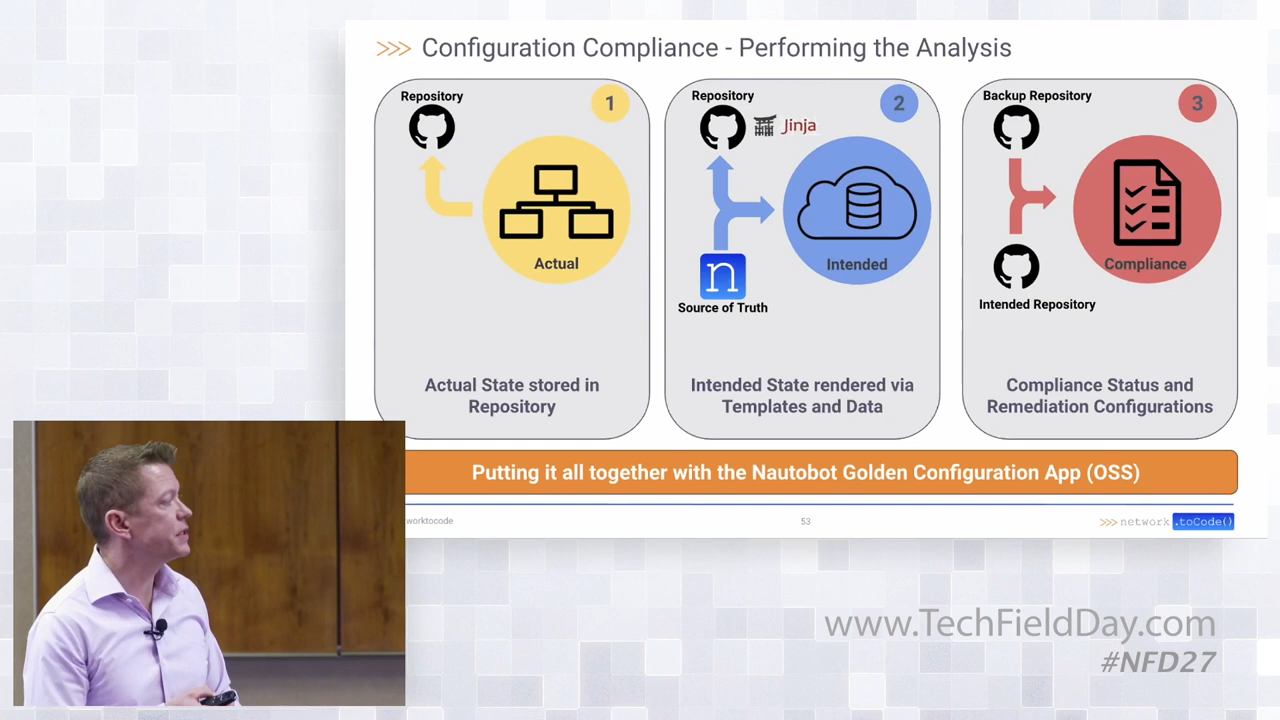 >>> Configuration Compliance - Performing the Analysis
Repository
1
Actual
Actual State stored in
Repository
Repository
Jinja
2
Intended
n
Source of Truth
Intended State rendered via
Templates and Data
Backup Repository
3
Compliance
Intended Repository
Compliance Status and
Remediation Configurations
Putting it all together with the Nautobot Golden Configuration App (OSS)
worktocode
53
>>> network .toCode()
www.TechFieldDay.com
#NFD27